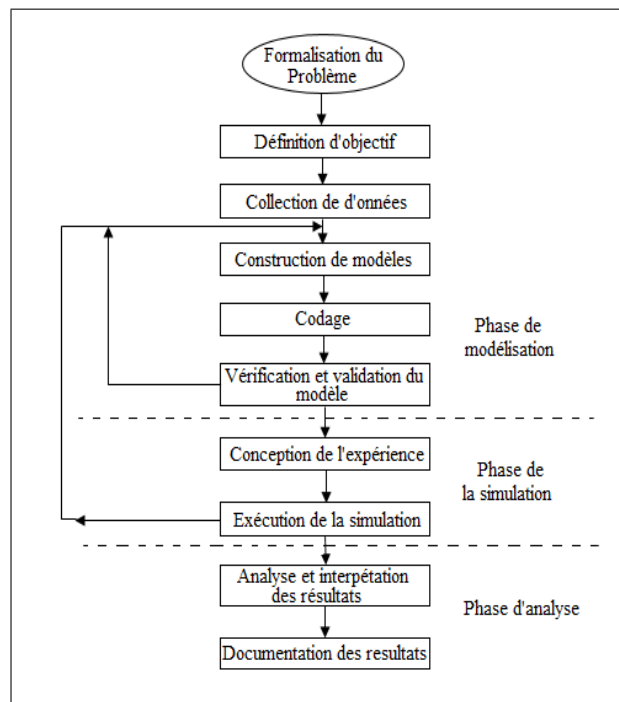 Formalisation du
Problème
Définition d'objectif
Collection de d'onnées
Construction de modèles
Codage
Phase de
modélisation
Vérification et validation du
modèle
Conception de l'expérience
Phase de
la simulation
Exécution de la simulation
Analyse et interpétation
des résultats
Phase d'analyse
Documentation des resultats